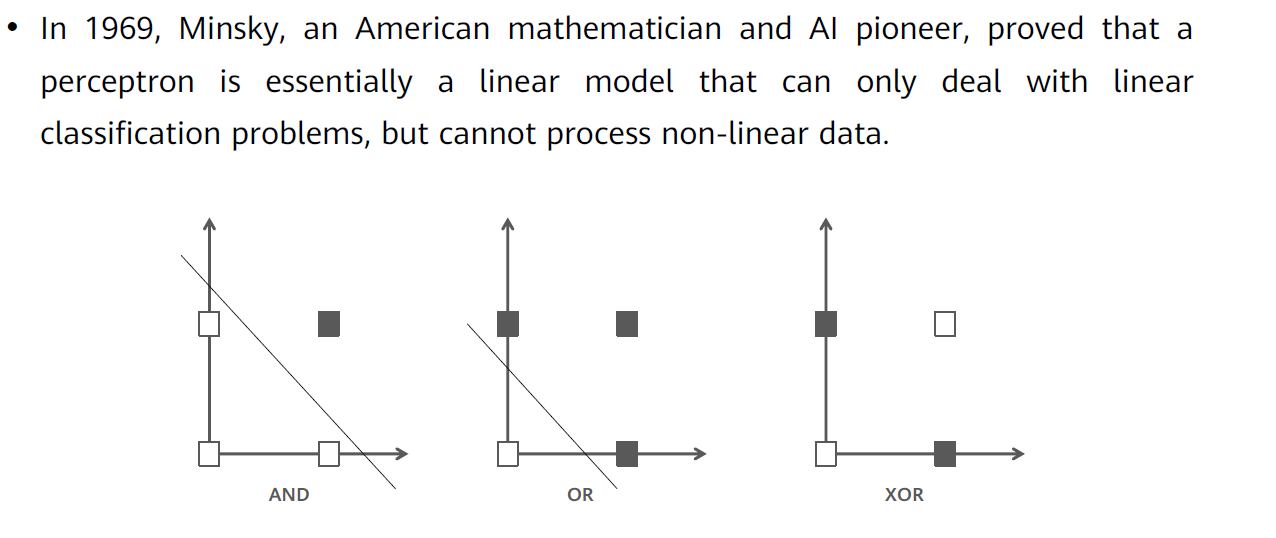 • In 1969, Minsky, an American mathematician and AI pioneer, proved that a
perceptron is essentially a linear model that can only deal with linear
classification problems, but cannot process non-linear data.
AND
OR
XOR